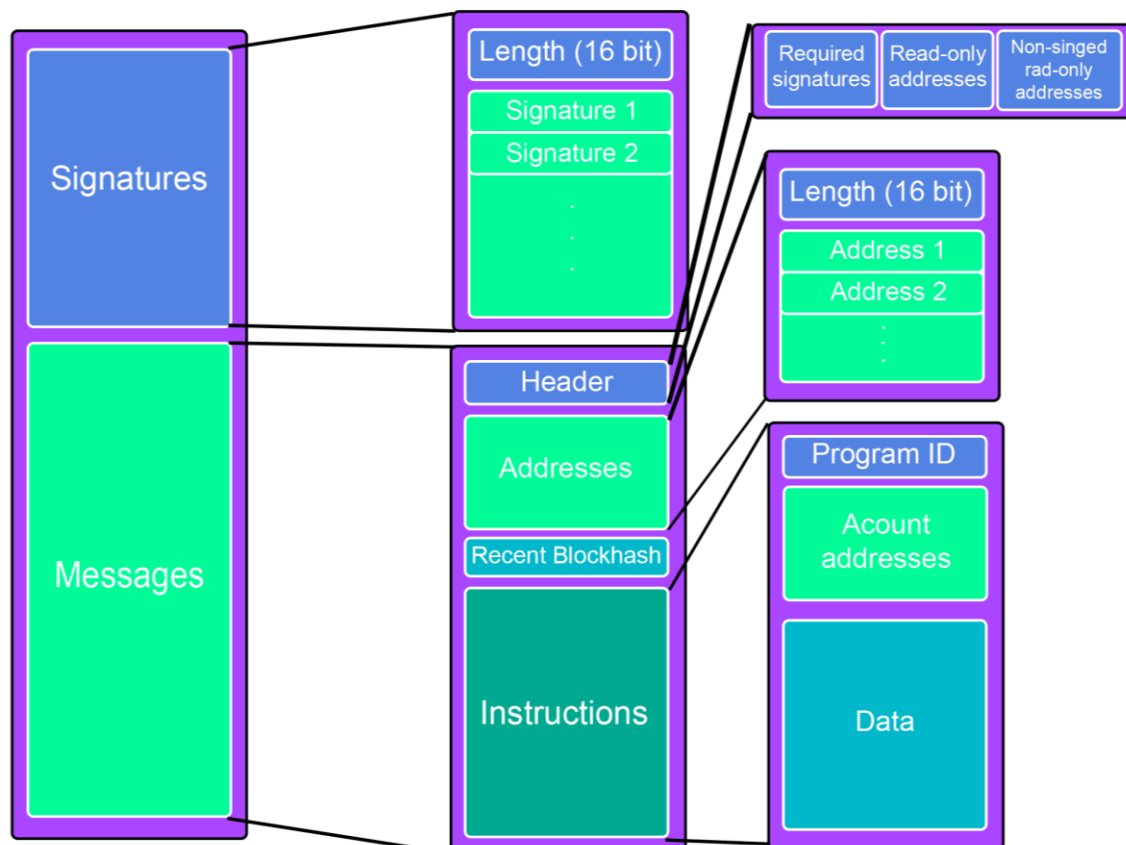 Signatures
Messages
Length (16 bit)
Signature 1
Signature 2
.
.
.
Header
Addresses
Recent Blockhash
Instructions
Required
signatures
Read-only
addresses
Non-singed
rad-only
addresses
Length (16 bit)
Address 1
Address 2
.
.
.
Program ID
Acount
addresses
Data